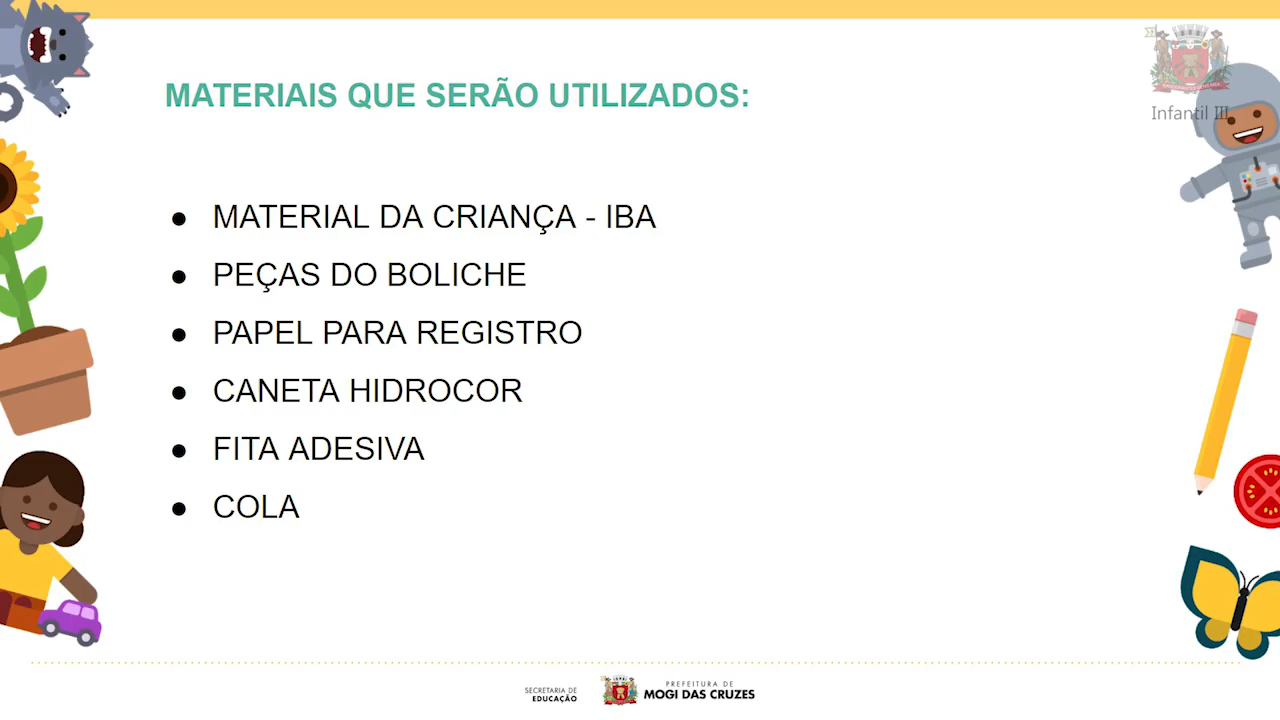 Infantil III
MATERIAIS QUE SERÃO UTILIZADOS:
● MATERIAL DA CRIANÇA - IBA
● PEÇAS DO BOLICHE
● PAPEL PARA REGISTRO
● CANETA HIDROCOR
● FITA ADESIVA
● COLA
SECRETARIA DE
EDUCAÇÃO
PREFEITURA DE
MOGI DAS CRUZES